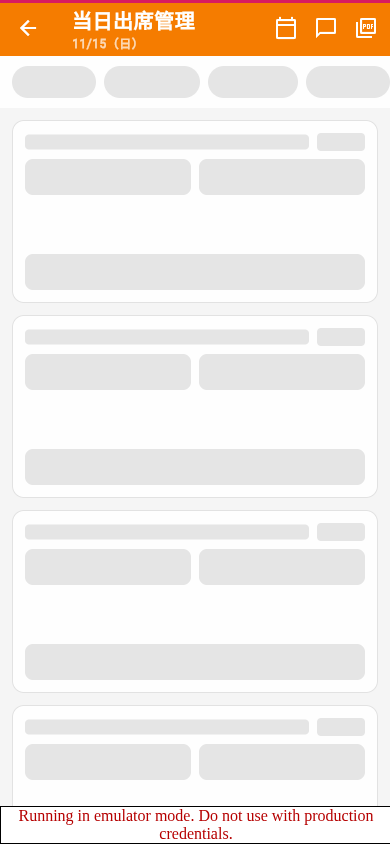 当日出席管理
11/15（日）
PDF
Running in emulator mode. Do not use with production
credentials.